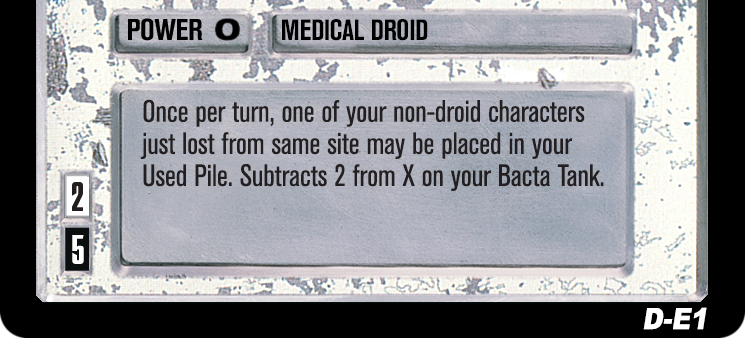 POWER 0 MEDICAL DROID
Once per turn, one of your non-droid characters
just lost from same site may be placed in your
Used Pile. Subtracts 2 from X on your Bacta Tank.
2
5
D-E1